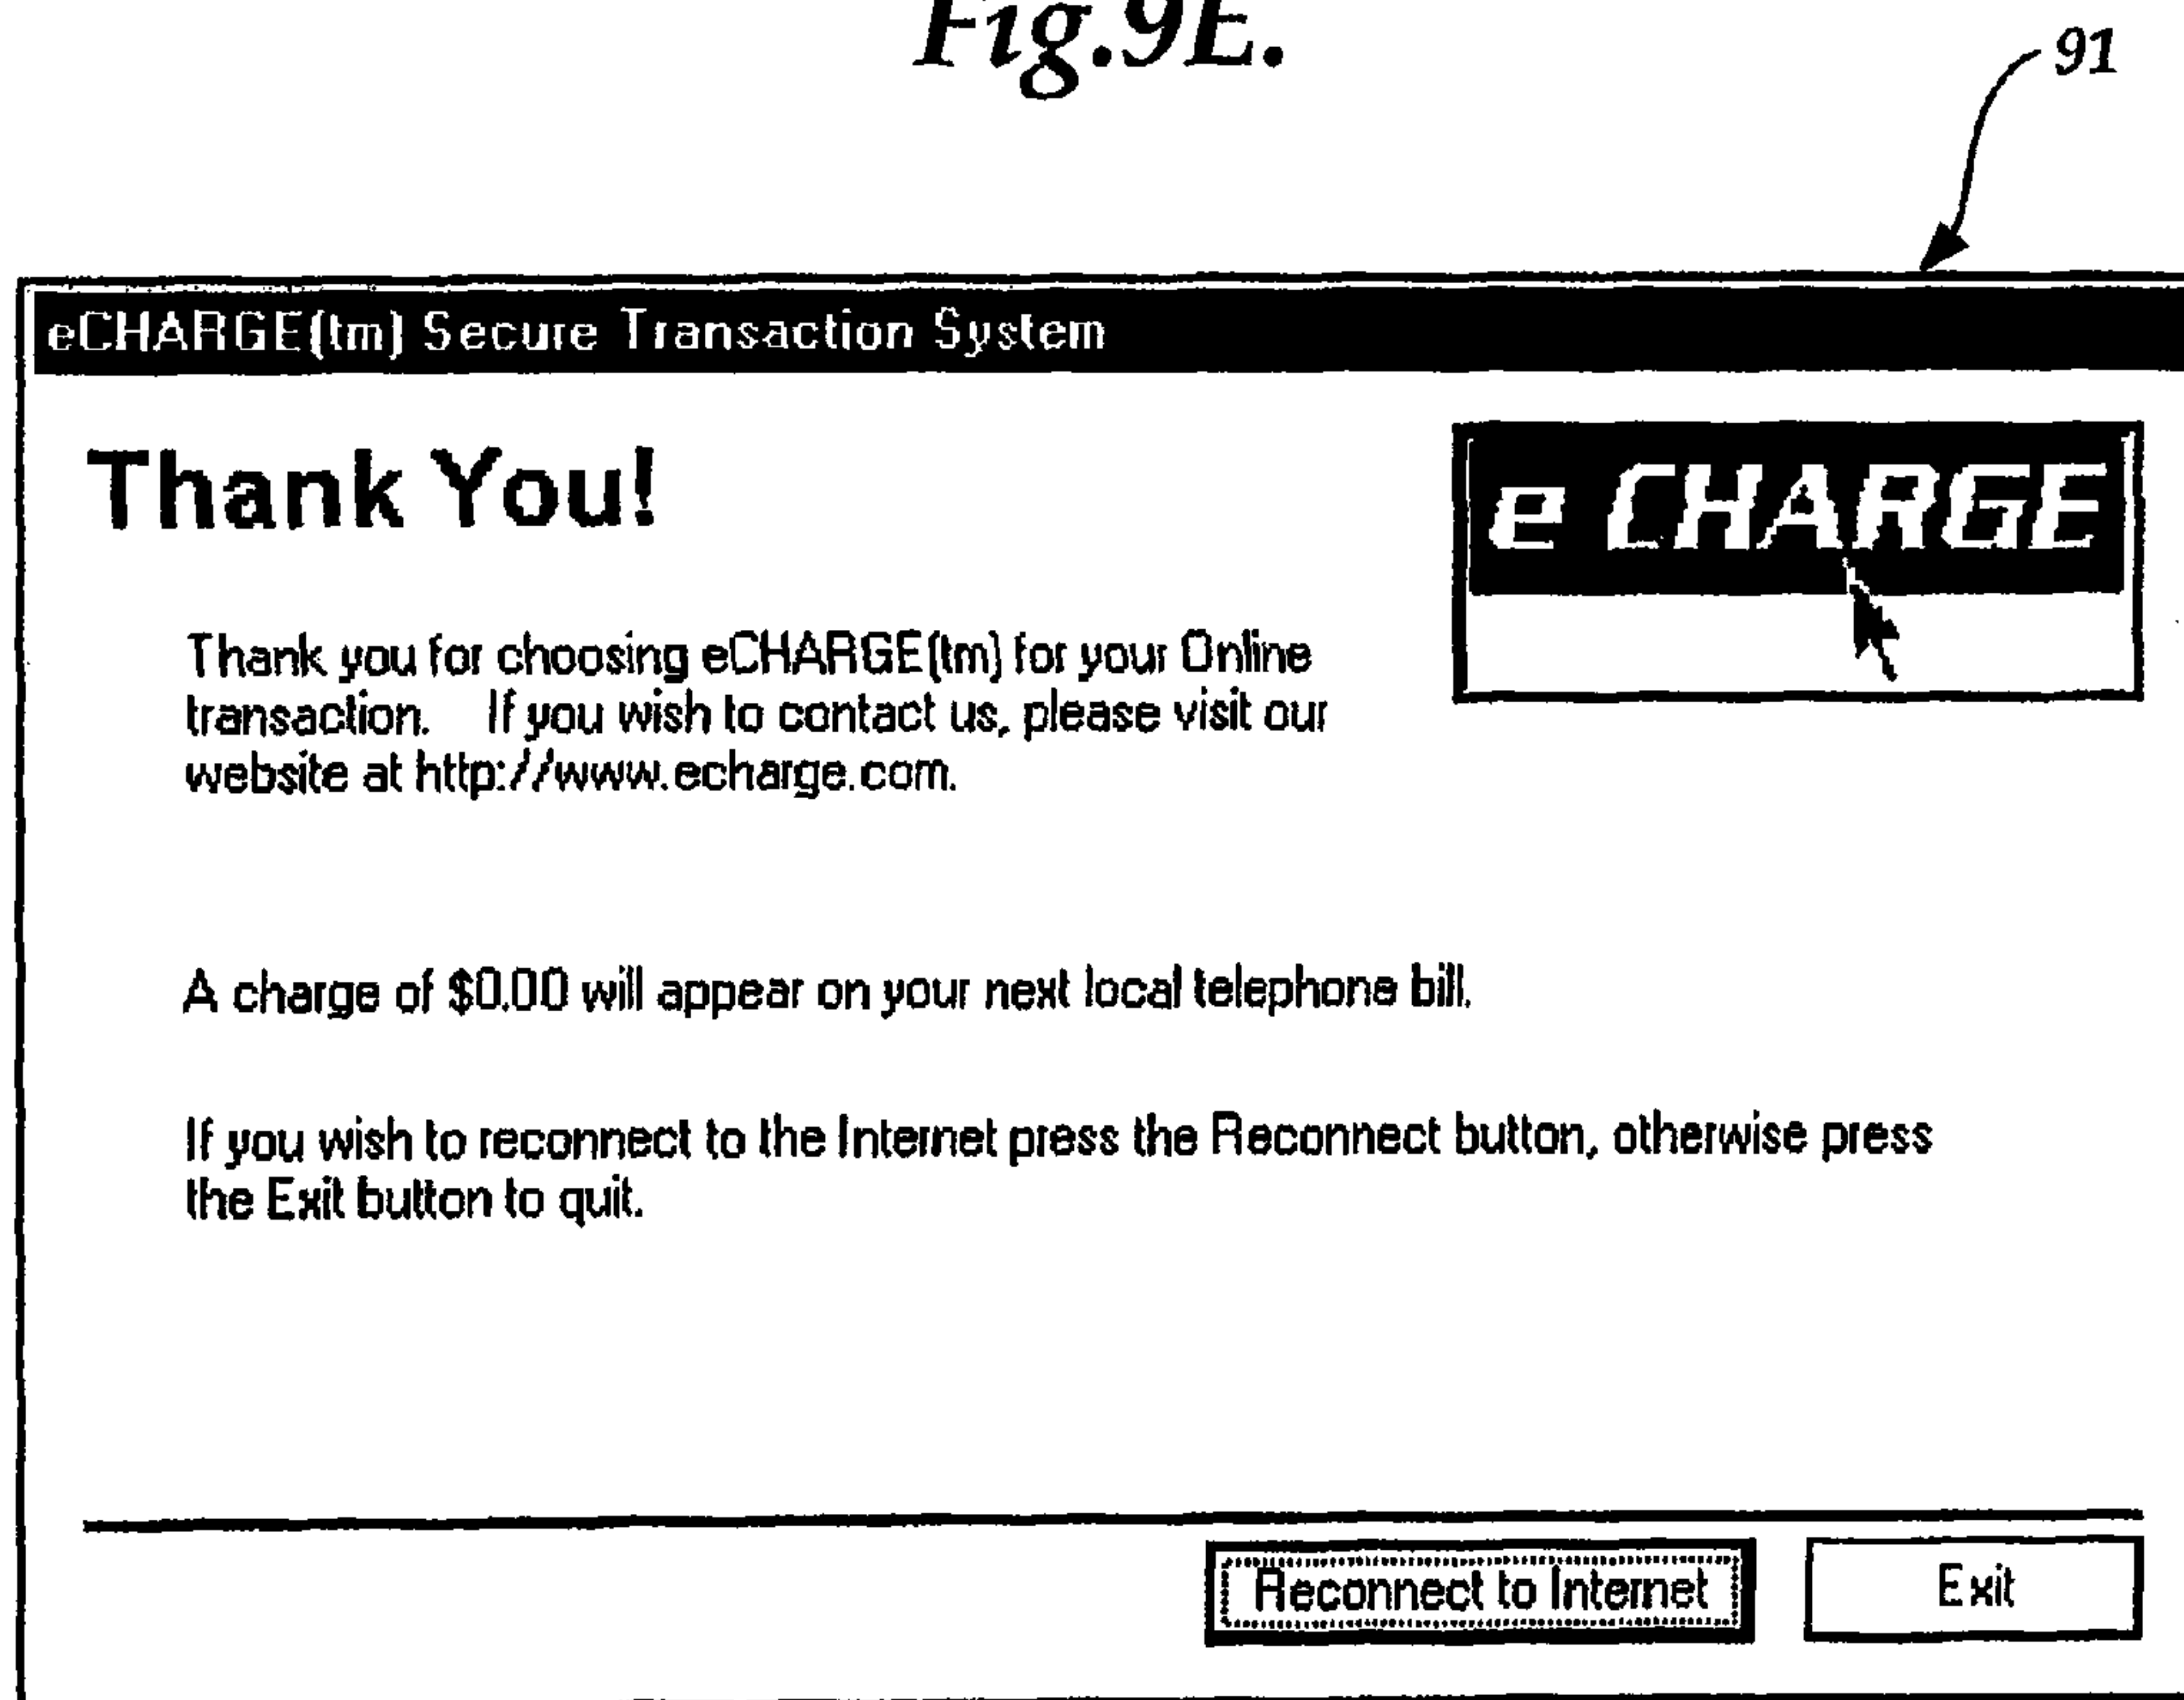 Fig.9E.
91
eCHARGE(tm) Secure Transaction System
Thank You!
e CHARGE
Thank you for choosing eCHARGE(tm) for your Online
transaction.   If you wish to contact us, please visit our
website at http://www.echarge.com.
A charge of $0.00 will appear on your next local telephone bill.
If you wish to reconnect to the Internet press the Reconnect button, otherwise press
the Exit button to quit.
Reconnect to Internet
Exit